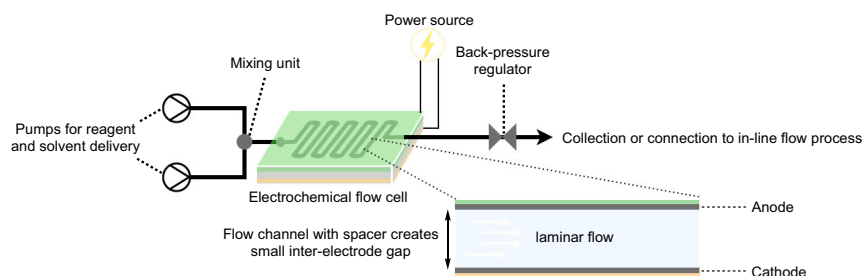 Power source
Mixing unit
Back-pressure
regulator
Pumps for reagent
and solvent delivery
Collection or connection to in-line flow process
Electrochemical flow cell
Flow channel with spacer creates
small inter-electrode gap
laminar flow
Anode
Cathode